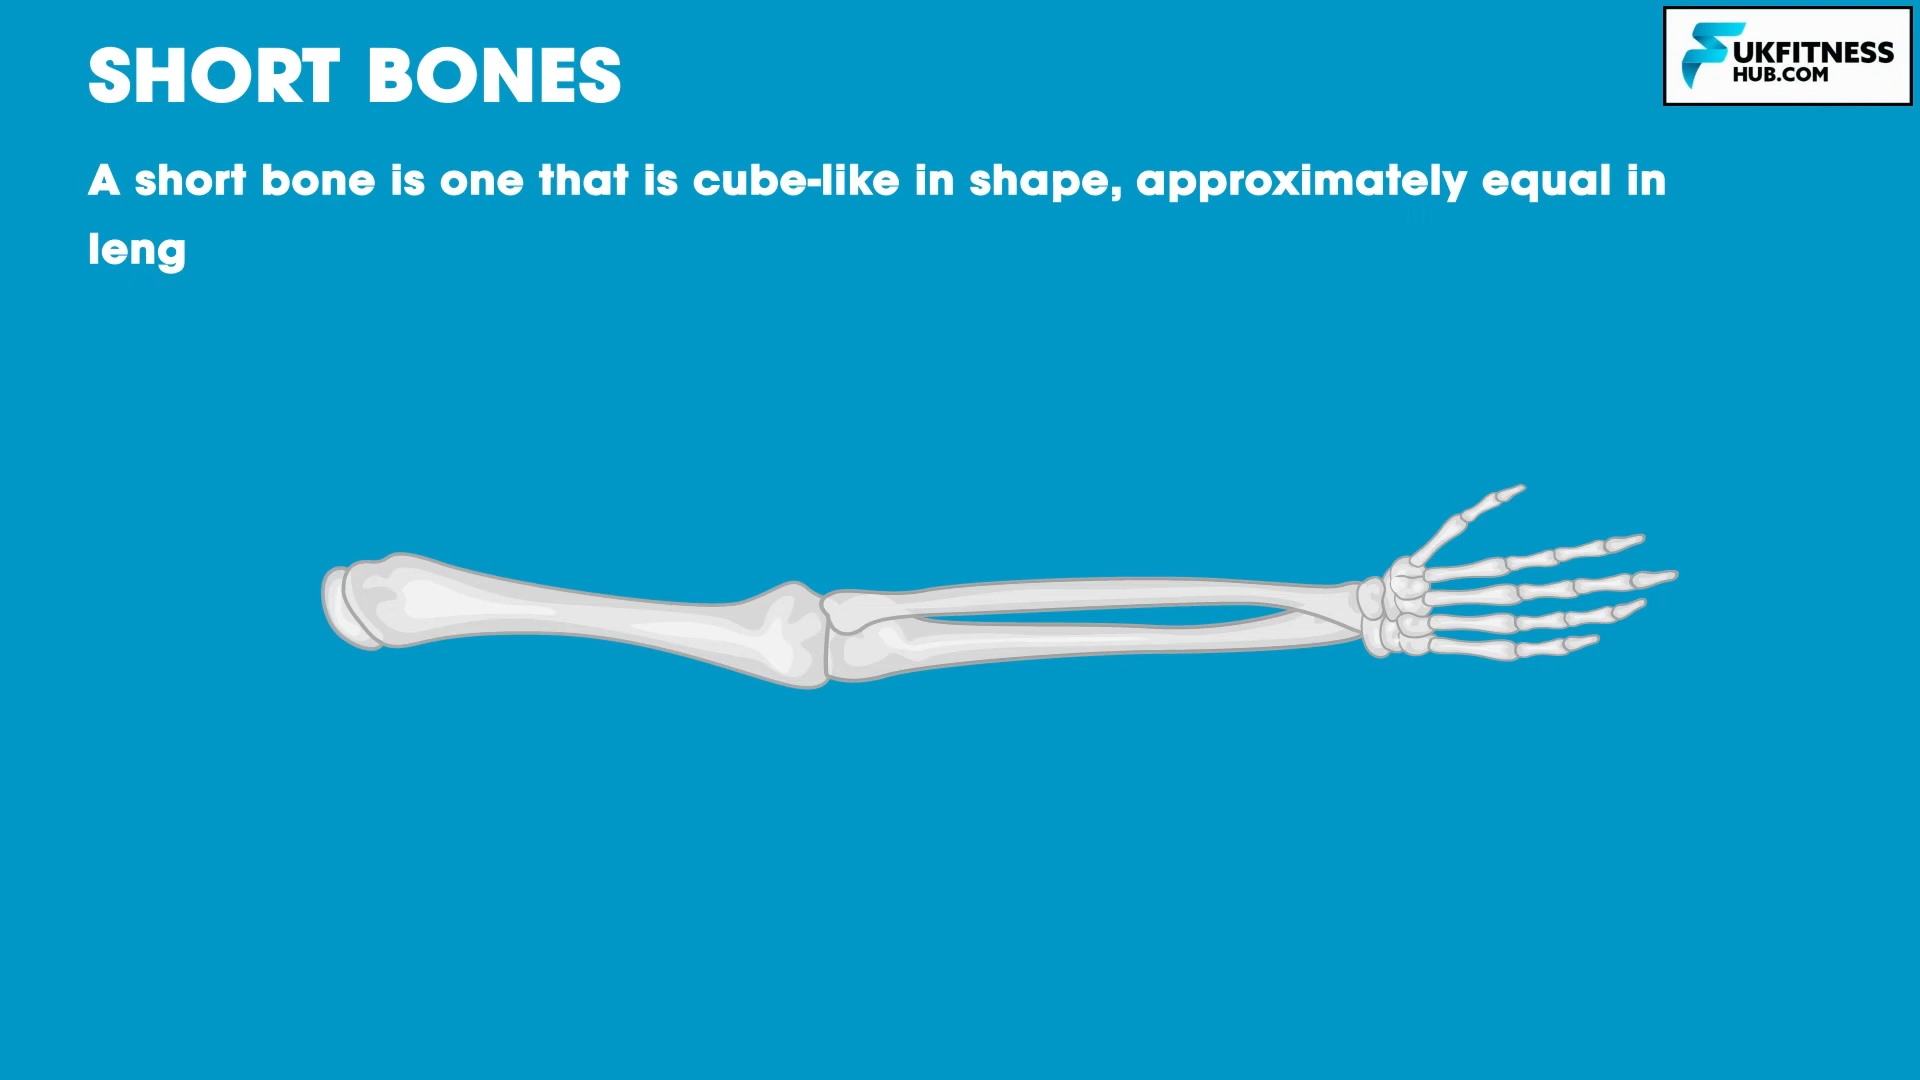 SHORT BONES
UKFITNESS
HUB.COM
A short bone is one that is cube-like in shape, approximately equal in
leng